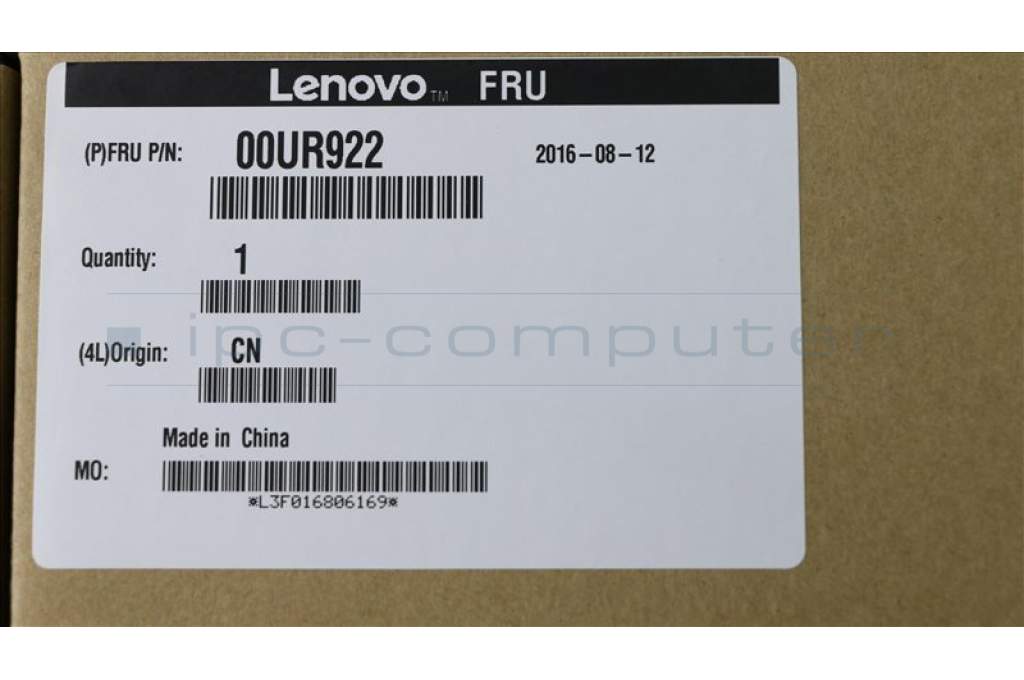 Lenovo™ FRU
(P)FRU P/N: 00UR922 2016-08-12
Quantity: 1
ipc-computer
(4L)Origin: CN
Made in China
MO:
*L3F016806169*